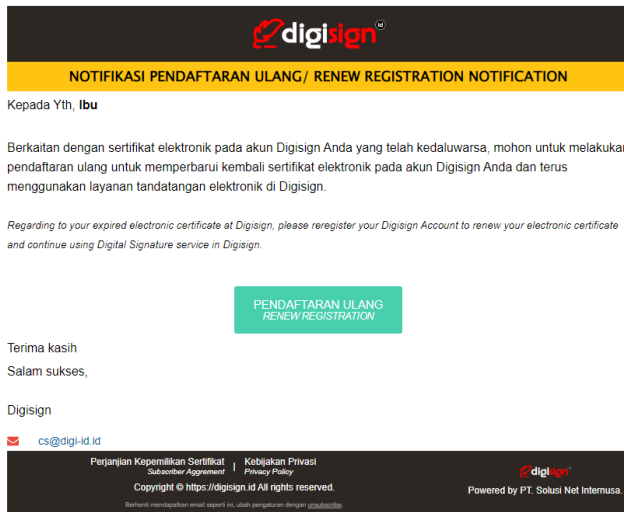 digisign id
NOTIFIKASI PENDAFTARAN ULANG/ RENEW REGISTRATION NOTIFICATION
Kepada Yth, Ibu
Berkaitan dengan sertifikat elektronik pada akun Digisign Anda yang telah kedaluwarsa, mohon untuk melakukan
pendaftaran ulang untuk memperbarui kembali sertifikat elektronik pada akun Digisign Anda dan terus
menggunakan layanan tandatangan elektronik di Digisign.
Regarding to your expired electronic certificate at Digisign, please reregister your Digisign Account to renew your electronic certificate
and continue using Digital Signature service in Digisign.
PENDAFTARAN ULANG
RENEW REGISTRATION
Terima kasih
Salam sukses,
Digisign
cs@digi-id.id
Perjanjian Kepemilikan Sertifikat | Kebijakan Privasi
Subscriber Aggrement Privacy Policy
Copyright © https://digisign.id All rights reserved.
Berhenti mendapatkan email seperti ini, ubah pengaturan dengan unsubscribe.
digisign
Powered by PT. Solusi Net Internusa.